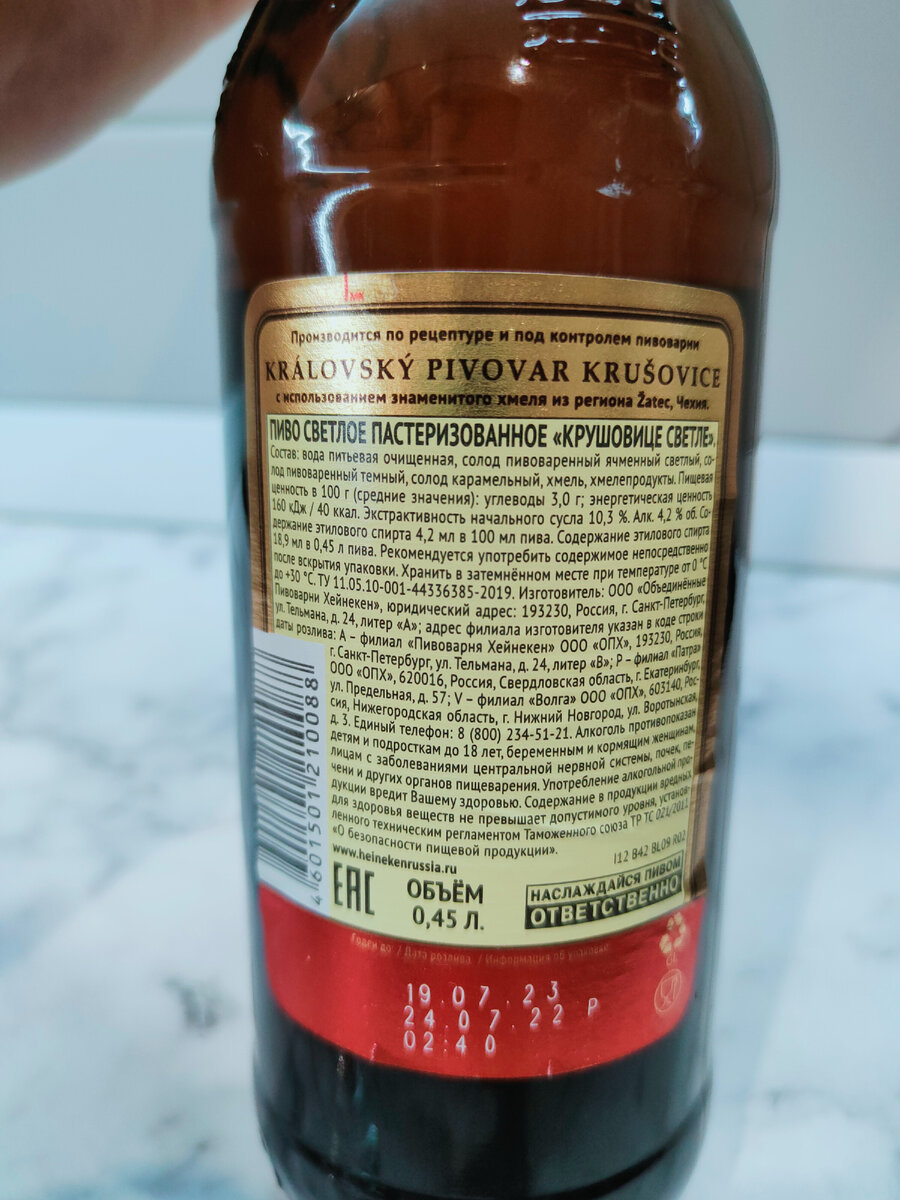 МК
Производится по рецептуре и под контролем пивоварни
KRÁLOVSKÝ PIVOVAR KRUŠOVICE
с использованием знаменитого хмеля из региона Žatec, Чехия.
ПИВО СВЕТЛОЕ ПАСТЕРИЗОВАННОЕ «КРУШОВИЦЕ СВЕТЛЕ».
Состав: вода питьевая очищенная, солод пивоваренный ячменный светлый, со-
лод пивоваренный темный, солод карамельный, хмель, хмелепродукты. Пищевая
ценность в 100 г (средние значения): углеводы 3,0 г; энергетическая ценность
160 кДж / 40 ккал. Экстрактивность начального сусла 10,3 %. Алк. 4,2 % об. Со-
держание этилового спирта 4,2 мл в 100 мл пива. Содержание этилового спирта
18,9 мл в 0,45 л пива. Рекомендуется употребить содержимое непосредственно
после вскрытия упаковки. Хранить в затемнённом месте при температуре от 0 °С
до +30 °С. ТУ 11.05.10-001-44336385-2019. Изготовитель: ООО «Объединённые
Пивоварни Хейнекен», юридический адрес: 193230, Россия, г. Санкт-Петербург,
ул. Тельмана, д. 24, литер «А»; адрес филиала изготовителя указан в коде строки
даты розлива: А – филиал «Пивоварня Хейнекен» ООО «ОПХ», 193230, Россия,
г. Санкт-Петербург, ул. Тельмана, д. 24, литер «В»; Р – филиал «Патра»
ООО «ОПХ», 620016, Россия, Свердловская область, г. Екатеринбург,
ул. Предельная, д. 57; V – филиал «Волга» ООО «ОПХ», 603140, Рос-
сия, Нижегородская область, г. Нижний Новгород, ул. Воротынская,
д. 3. Единый телефон: 8 (800) 234-51-21. Алкоголь противопоказан
детям и подросткам до 18 лет, беременным и кормящим женщинам,
лицам с заболеваниями центральной нервной системы, почек, пе-
чени и других органов пищеварения. Употребление алкогольной про-
дукции вредит Вашему здоровью. Содержание в продукции вредных
для здоровья веществ не превышает допустимого уровня, установ-
ленного техническим регламентом Таможенного союза ТР ТС 021/2011
«О безопасности пищевой продукции».
www.heinekenrussia.ru
I12 B42 BL09 R02
4 601501 210088
EAC
ОБЪЁМ
0,45 Л.
НАСЛАЖДАЙСЯ ПИВОМ
ОТВЕТСТВЕННО
Годен до: / Дата розлива: / Информация об упаковке
GL
19.07.23
24.07.22 P
02:40